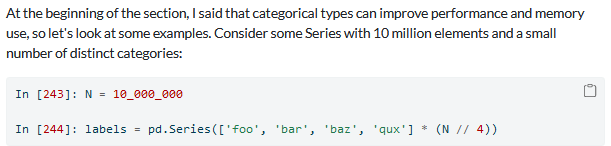 At the beginning of the section, I said that categorical types can improve performance and memory
use, so let's look at some examples. Consider some Series with 10 million elements and a small
number of distinct categories:
In [243]: N = 10_000_000
In [244]: labels = pd.Series(['foo', 'bar', 'baz', 'qux'] * (N // 4))